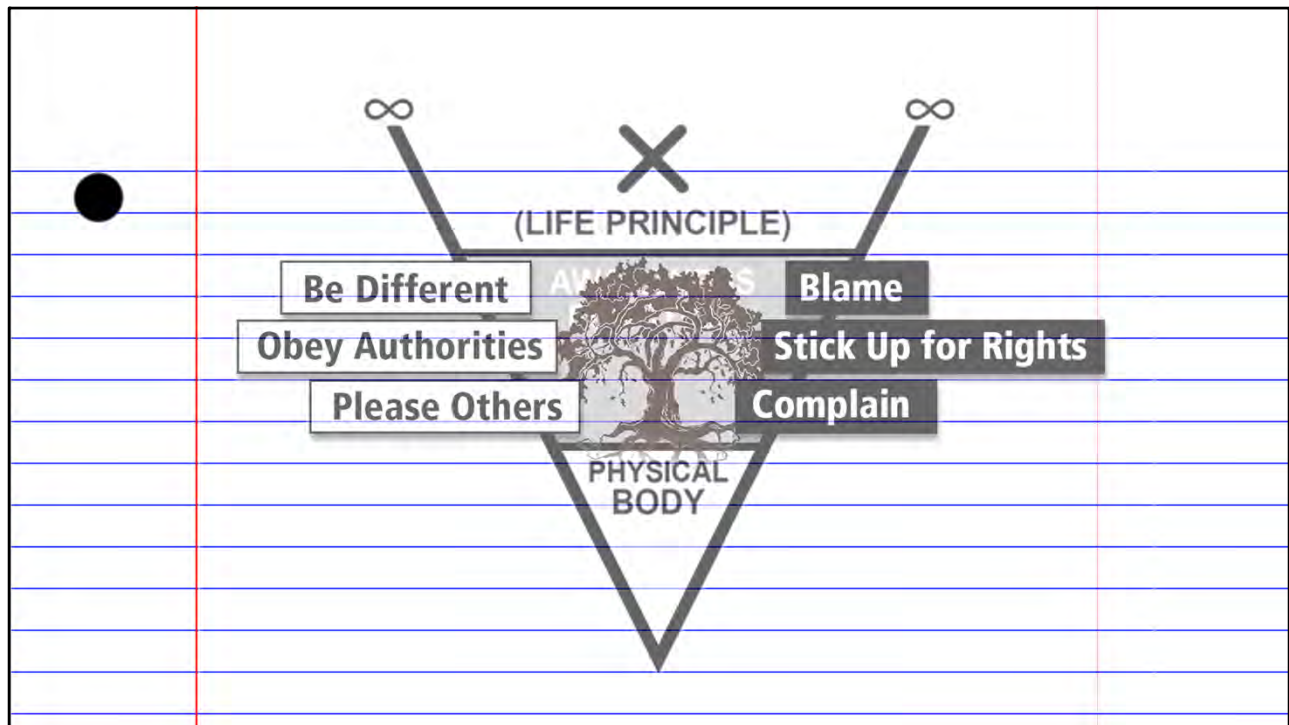 ∞ ∞
X
(LIFE PRINCIPLE)
Be Different
Blame
Obey Authorities
Stick Up for Rights
Please Others
Complain
PHYSICAL
BODY